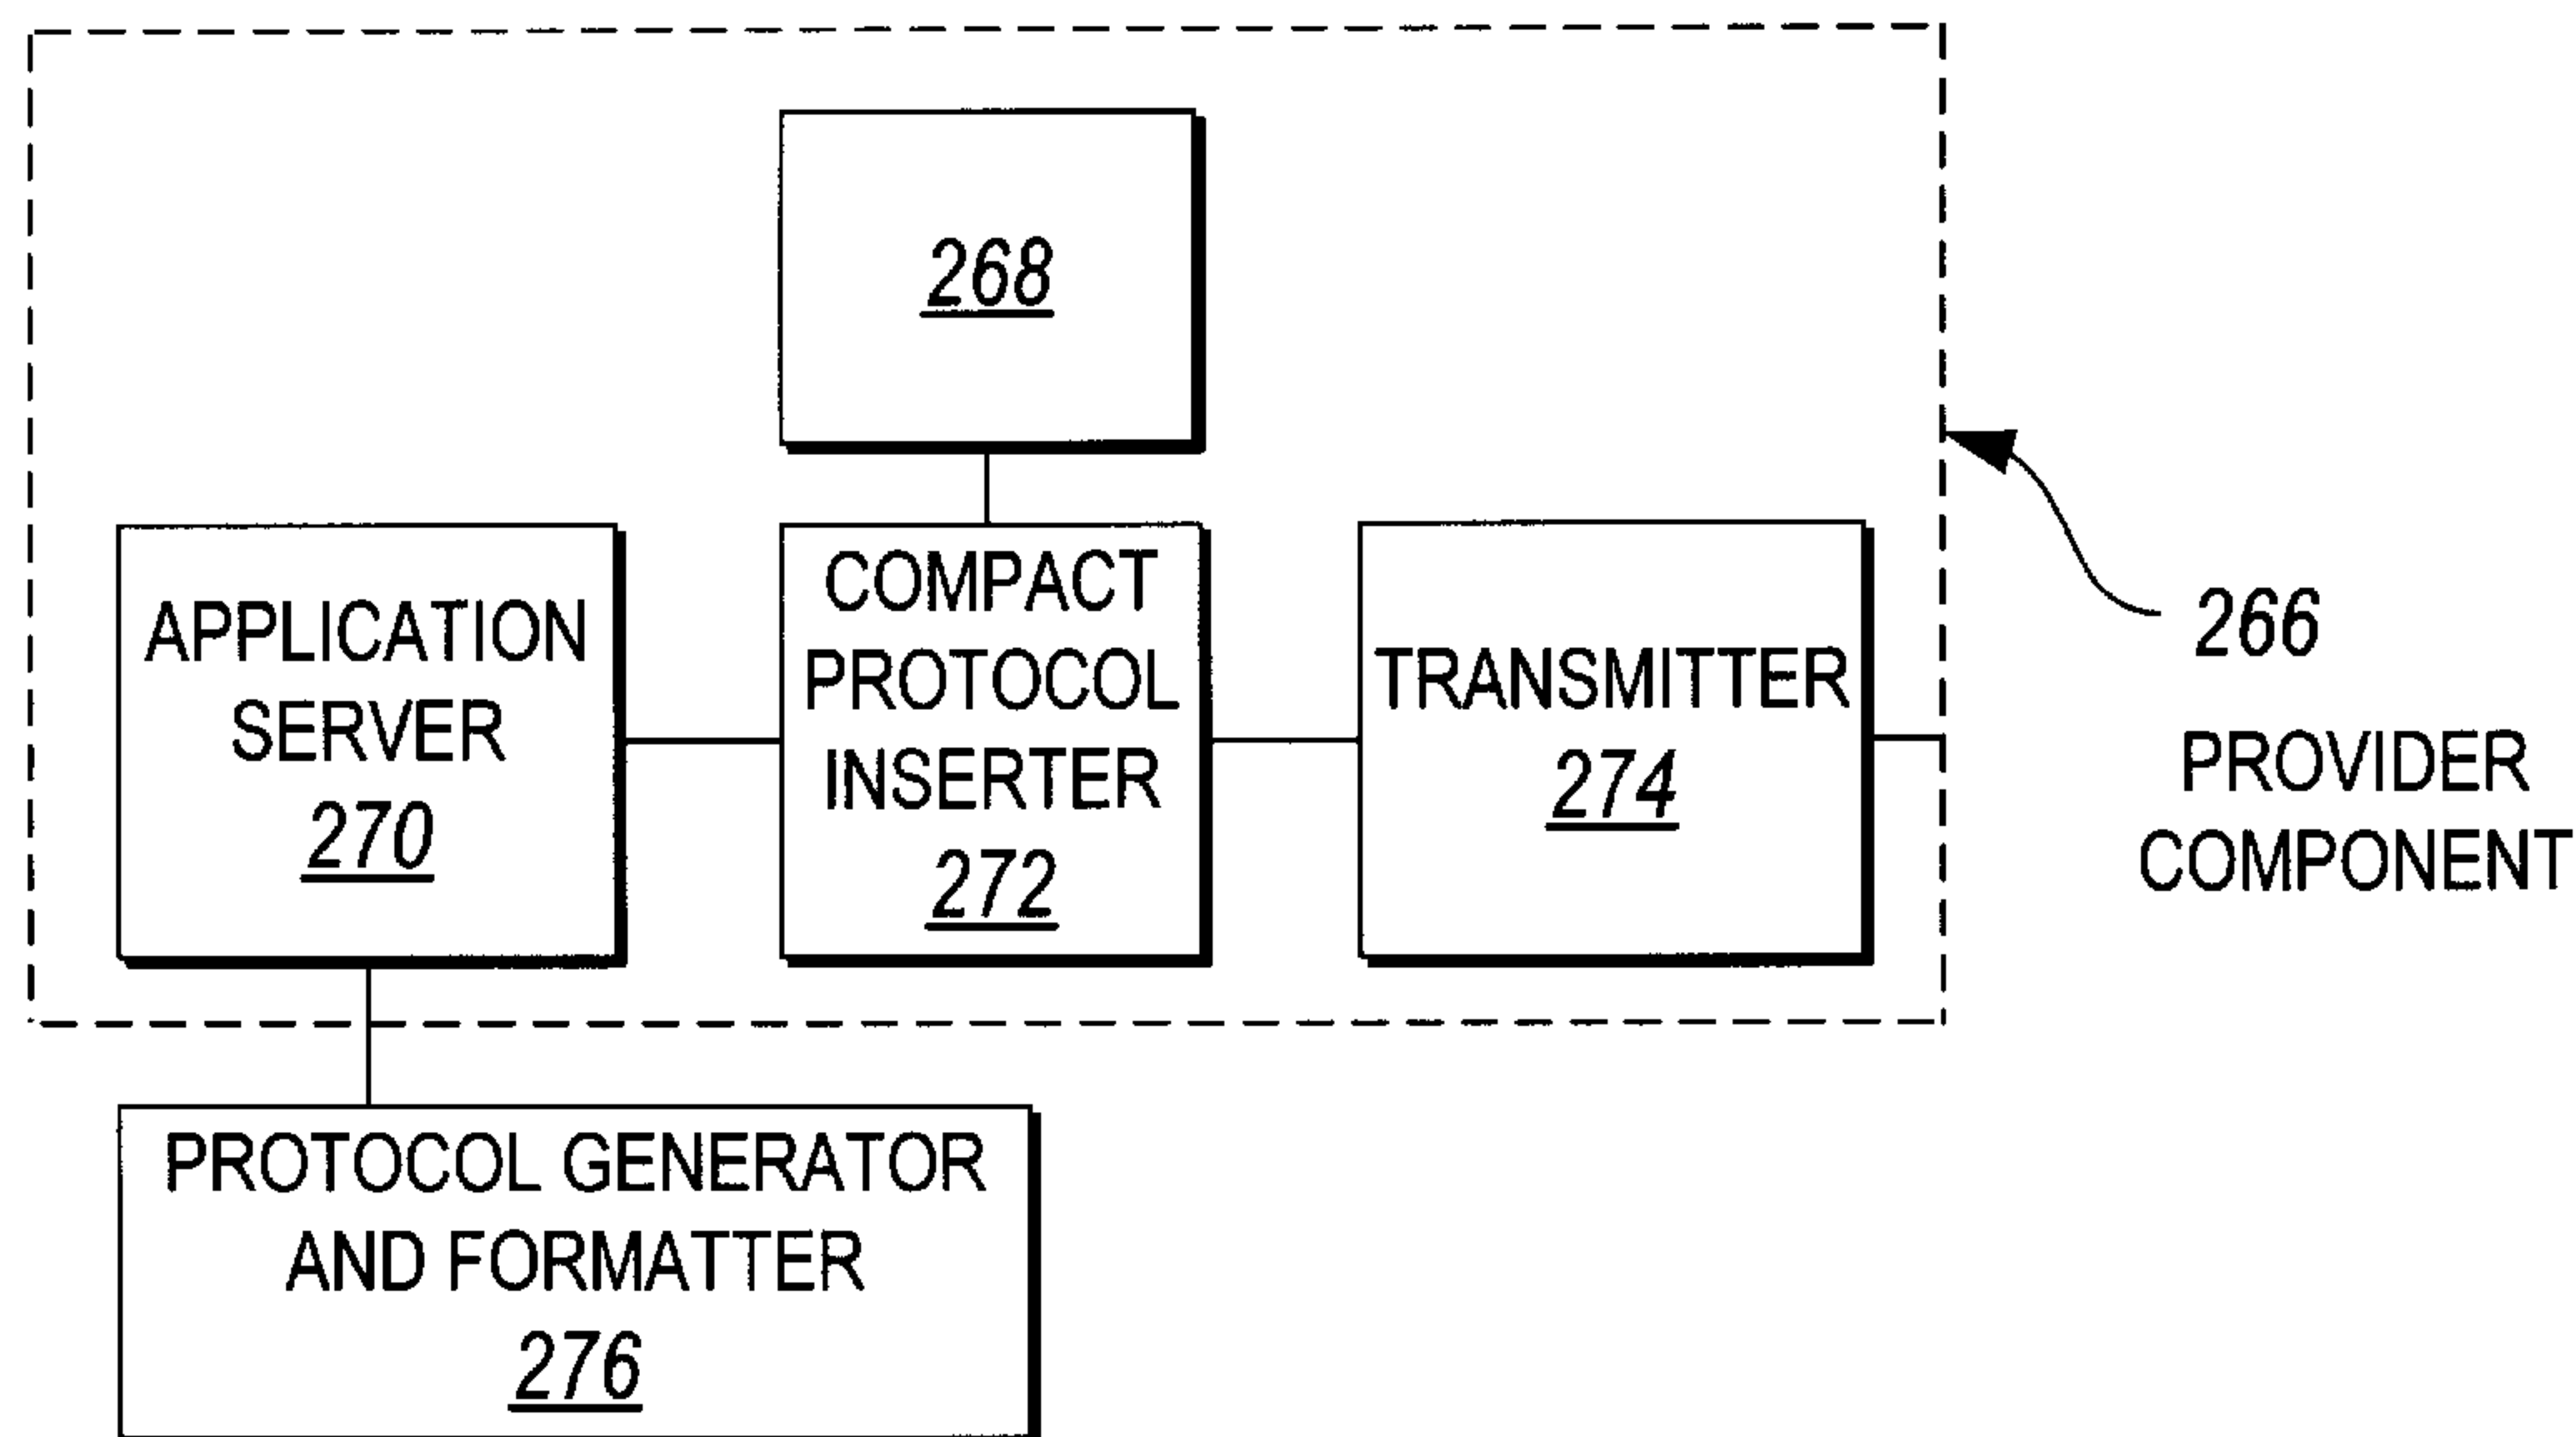 268
APPLICATION
SERVER
270
COMPACT
PROTOCOL
INSERTER
272
TRANSMITTER
274
266
PROVIDER
COMPONENT
PROTOCOL GENERATOR
AND FORMATTER
276